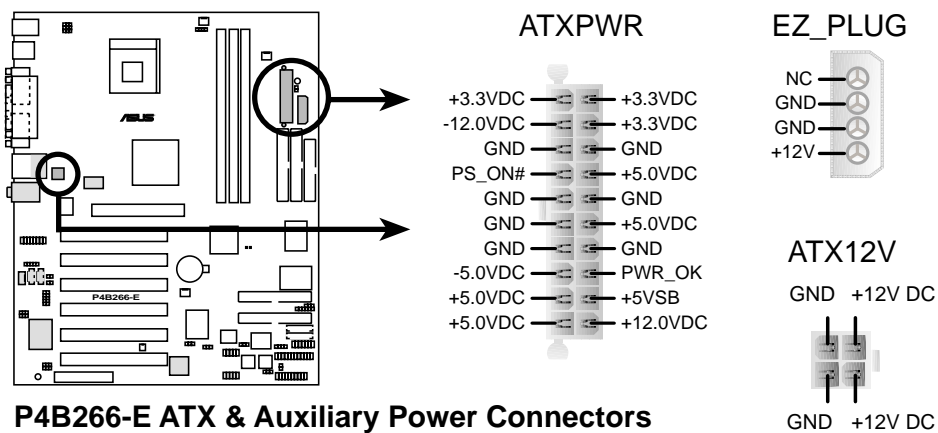 ATXPWR
+3.3VDC +3.3VDC
-12.0VDC +3.3VDC
GND GND
PS_ON# +5.0VDC
GND GND
GND +5.0VDC
GND GND
-5.0VDC PWR_OK
+5.0VDC +5VSB
+5.0VDC +12.0VDC
EZ_PLUG
NC
GND
GND
+12V
ATX12V
GND +12V DC
GND +12V DC
/SUS
P4B266-E
P4B266-E ATX & Auxiliary Power Connectors